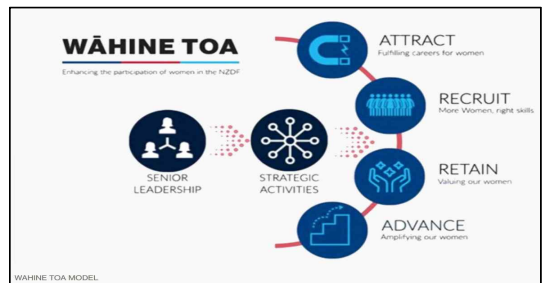 WĀHINE TOA
Enhancing the participation of women in the NZDF
SENIOR
LEADERSHIP
STRATEGIC
ACTIVITIES
ATTRACT
Fulfilling careers for women
RECRUIT
More Women, right skills
RETAIN
Valuing our women
ADVANCE
Amplifying our women
WAHINE TOA MODEL